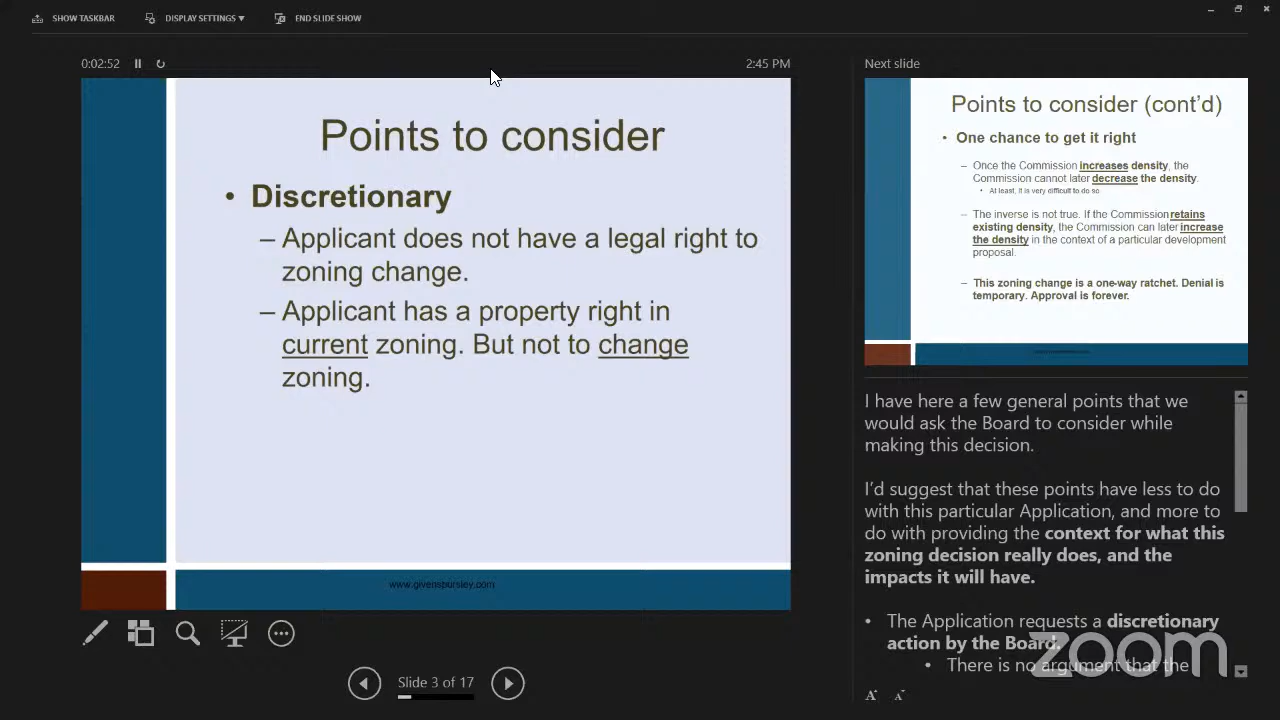 SHOW TASKBAR DISPLAY SETTINGS ▾ END SLIDE SHOW
0:02:52 2:45 PM
Points to consider
• Discretionary
– Applicant does not have a legal right to
zoning change.
– Applicant has a property right in
current zoning. But not to change
zoning.
www.givenspursley.com
Slide 3 of 17
Next slide
Points to consider (cont’d)
• One chance to get it right
– Once the Commission increases density, the
Commission cannot later decrease the density.
• At least, it is very difficult to do so.
– The inverse is not true. If the Commission retains
existing density, the Commission can later increase
the density in the context of a particular development
proposal.
– This zoning change is a one-way ratchet. Denial is
temporary. Approval is forever.
I have here a few general points that we
would ask the Board to consider while
making this decision.
I’d suggest that these points have less to do
with this particular Application, and more to
do with providing the context for what this
zoning decision really does, and the
impacts it will have.
• The Application requests a discretionary
action by the Board.
• There is no argument that the
zoom
A A